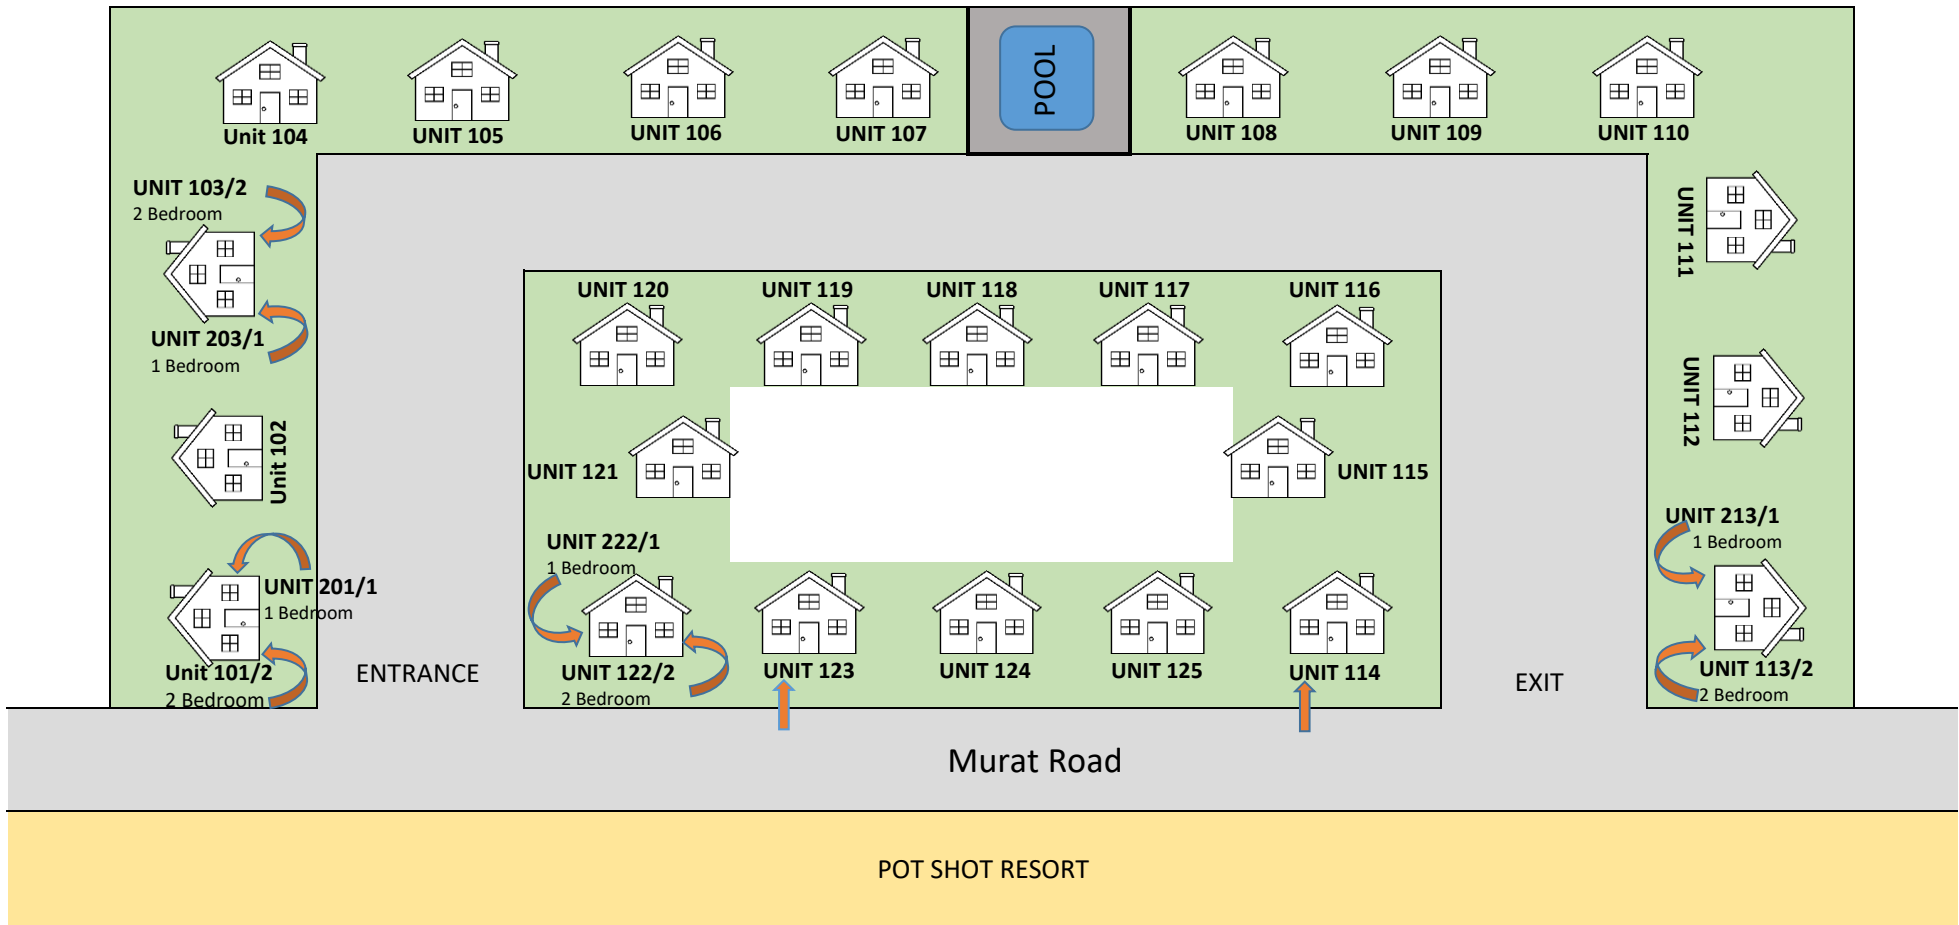 POOL
Unit 104
UNIT 105
UNIT 106
UNIT 107
UNIT 108
UNIT 109
UNIT 110
UNIT 103/2
2 Bedroom
UNIT 203/1
1 Bedroom
Unit 102
UNIT 201/1
1 Bedroom
Unit 101/2
2 Bedroom
ENTRANCE
UNIT 120
UNIT 119
UNIT 118
UNIT 117
UNIT 116
UNIT 121
UNIT 115
UNIT 222/1
1 Bedroom
UNIT 122/2
2 Bedroom
UNIT 123
UNIT 124
UNIT 125
UNIT 114
EXIT
UNIT 111
UNIT 112
UNIT 213/1
1 Bedroom
UNIT 113/2
2 Bedroom
Murat Road
POT SHOT RESORT